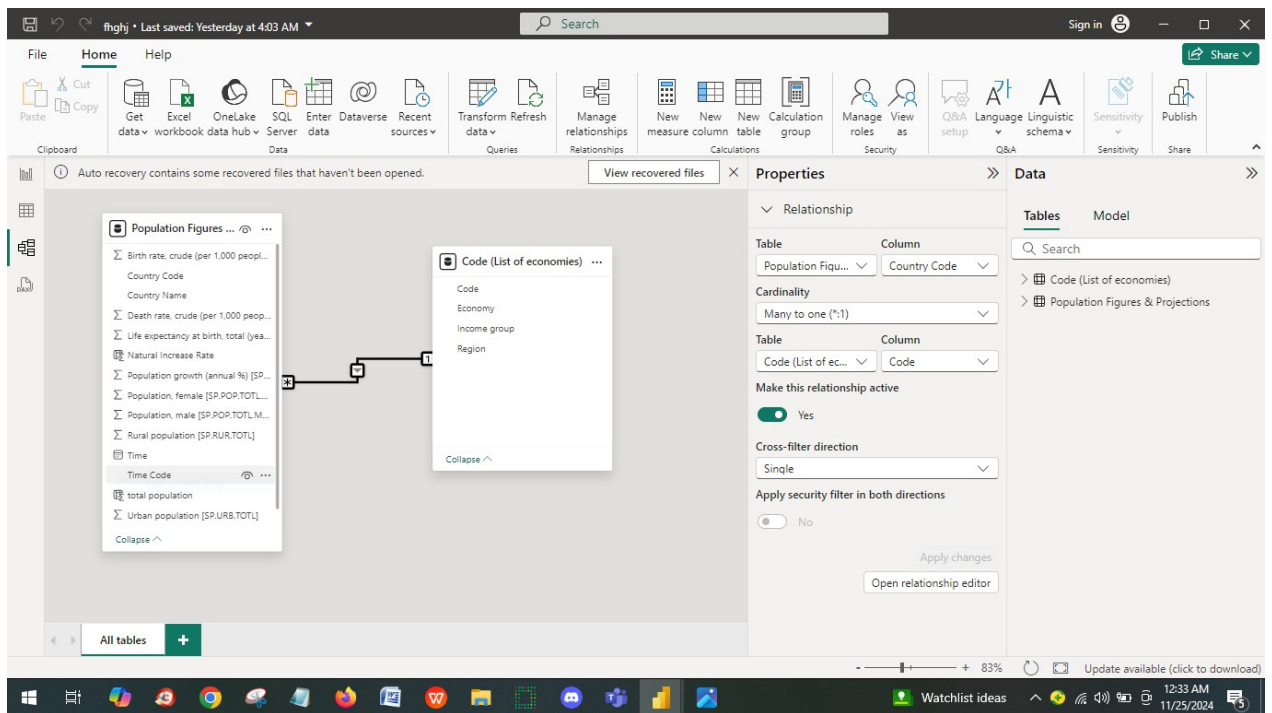 fhghj • Last saved: Yesterday at 4:03 AM
Search
Sign in
File Home Help
Share
Paste
Cut
Copy
Get data
Excel workbook
OneLake data hub
SQL Server
Enter data
Dataverse
Recent sources
Transform data
Refresh
Manage relationships
New measure
New column
New table
Calculation group
Manage roles
View as
Q&A setup
Language
Linguistic schema
Sensitivity
Publish
Clipboard Data Queries Relationships Calculations Security Q&A Sensitivity Share
Auto recovery contains some recovered files that haven't been opened.
View recovered files
Population Figures ...
Birth rate, crude (per 1,000 peopl...
Country Code
Country Name
Death rate, crude (per 1,000 peop...
Life expectancy at birth, total (yea...
Natural Increase Rate
Population growth (annual %) [SP...
Population, female [SP.POP.TOTL....
Population, male [SP.POP.TOTL.M...
Rural population [SP.RUR.TOTL]
Time
Time Code
total population
Urban population [SP.URB.TOTL]
Collapse
*
1
Code (List of economies)
Code
Economy
Income group
Region
Collapse
Properties
Relationship
Table Column
Population Figu... Country Code
Cardinality
Many to one (*:1)
Table Column
Code (List of ec... Code
Make this relationship active
Yes
Cross-filter direction
Single
Apply security filter in both directions
No
Apply changes
Open relationship editor
Data
Tables Model
Search
Code (List of economies)
Population Figures & Projections
All tables
+
- + 83%
Update available (click to download)
Watchlist ideas
12:33 AM
11/25/2024
5